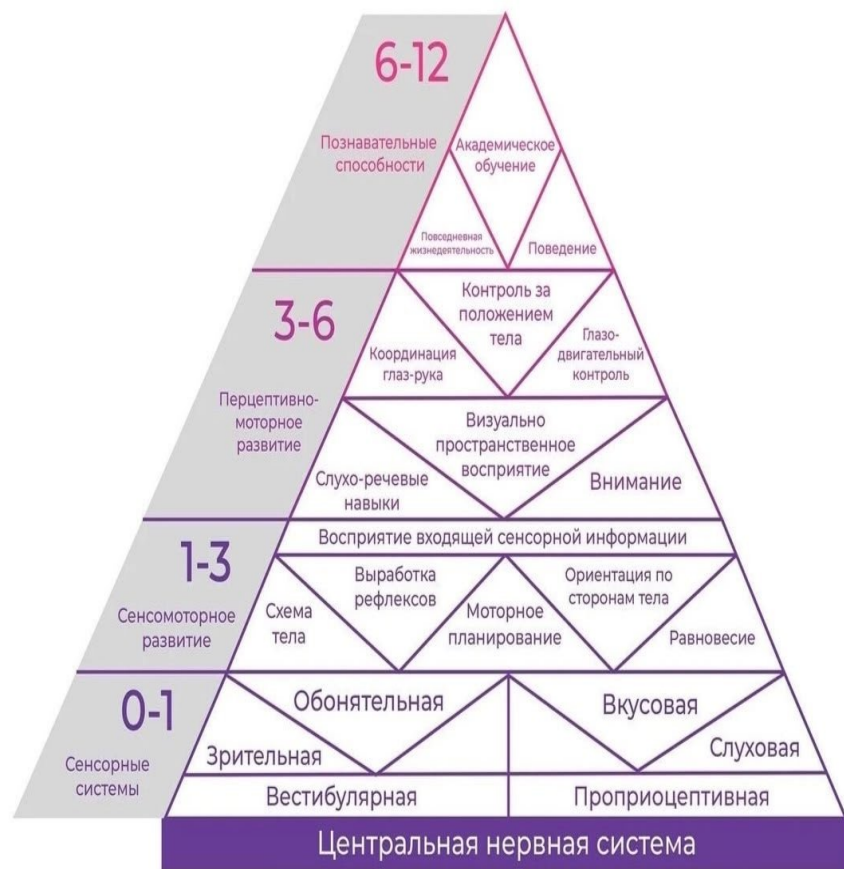 6-12
Познавательные
способности
Академическое
обучение
Повседневная
жизнедеятельность
Поведение
3-6
Перцептивно-
моторное
развитие
Контроль за
положением
тела
Координация
глаз-рука
Глазо-
двигательный
контроль
Визуально
пространственное
восприятие
Слухо-речевые
навыки
Внимание
1-3
Сенсомоторное
развитие
Восприятие входящей сенсорной информации
Схема
тела
Выработка
рефлексов
Моторное
планирование
Ориентация по
сторонам тела
Равновесие
0-1
Сенсорные
системы
Обонятельная
Вкусовая
Зрительная
Слуховая
Вестибулярная
Проприоцептивная
Центральная нервная система